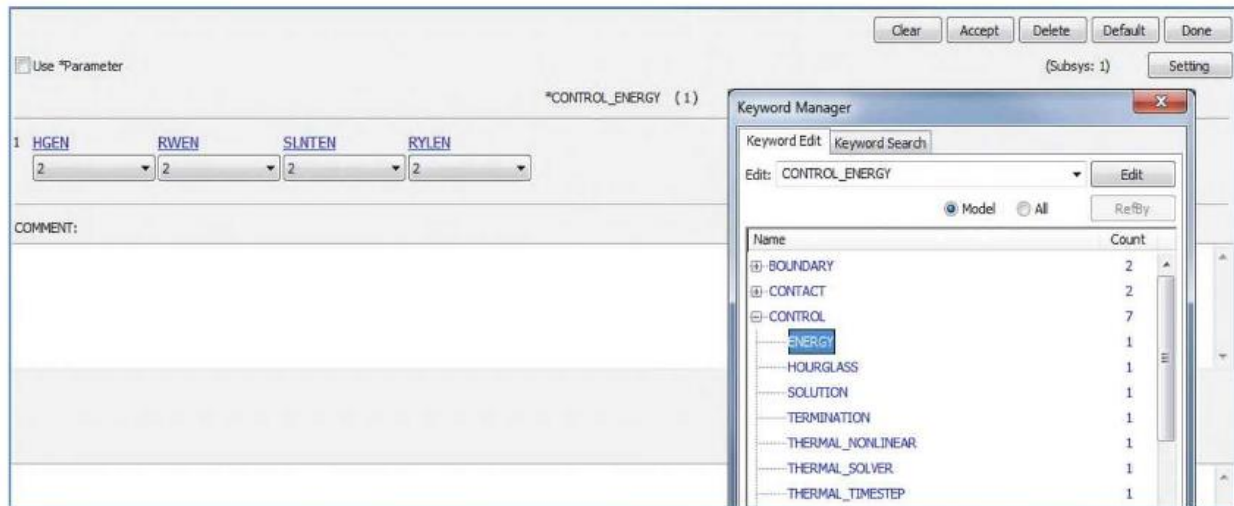 Clear Accept Delete Default Done
Use *Parameter (Subsys: 1) Setting
*CONTROL_ENERGY (1)
Keyword Manager
1 HGEN RWEN SLNTEN RYLEN
2 2 2 2
Keyword Edit Keyword Search
Edit: CONTROL_ENERGY Edit
Model All RefBy
COMMENT:
Name Count
BOUNDARY 2
CONTACT 2
CONTROL 7
ENERGY 1
HOURGLASS 1
SOLUTION 1
TERMINATION 1
THERMAL_NONLINEAR 1
THERMAL_SOLVER 1
THERMAL_TIMESTEP 1